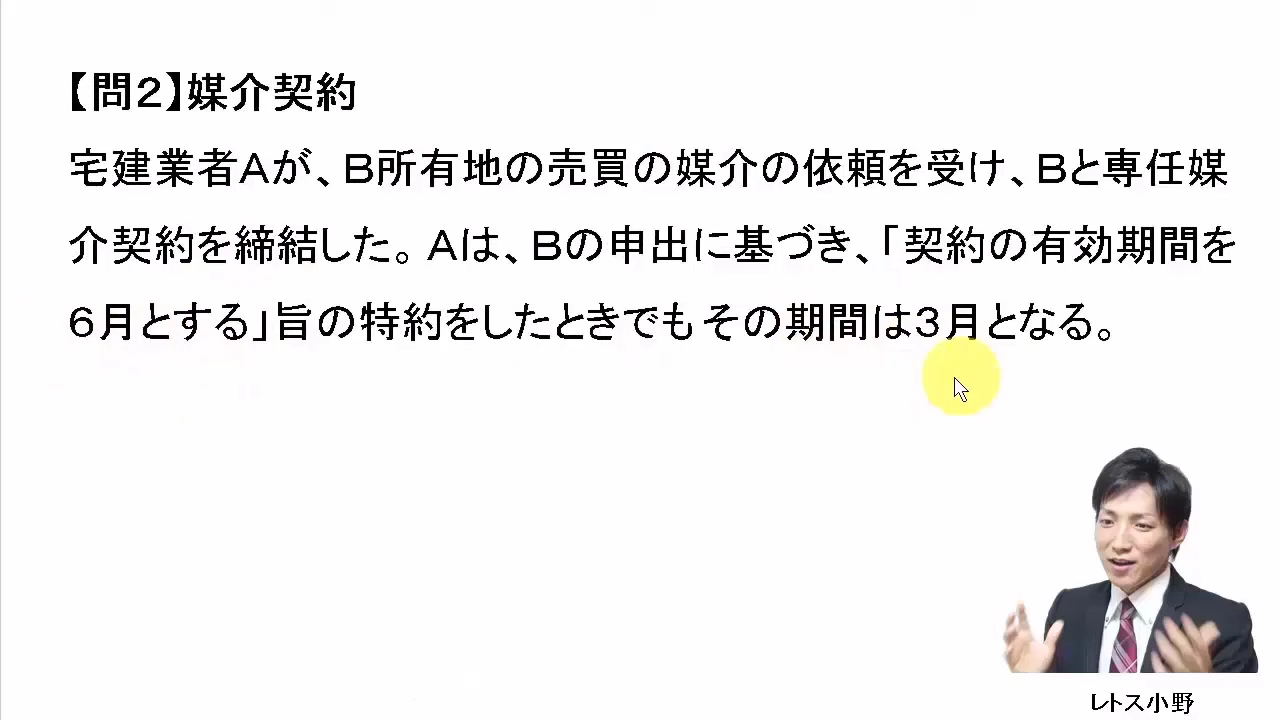 【問２】媒介契約
宅建業者Ａが、Ｂ所有地の売買の媒介の依頼を受け、Ｂと専任媒
介契約を締結した。Ａは、Ｂの申出に基づき、「契約の有効期間を
６月とする」旨の特約をしたときでもその期間は３月となる。
レトス小野